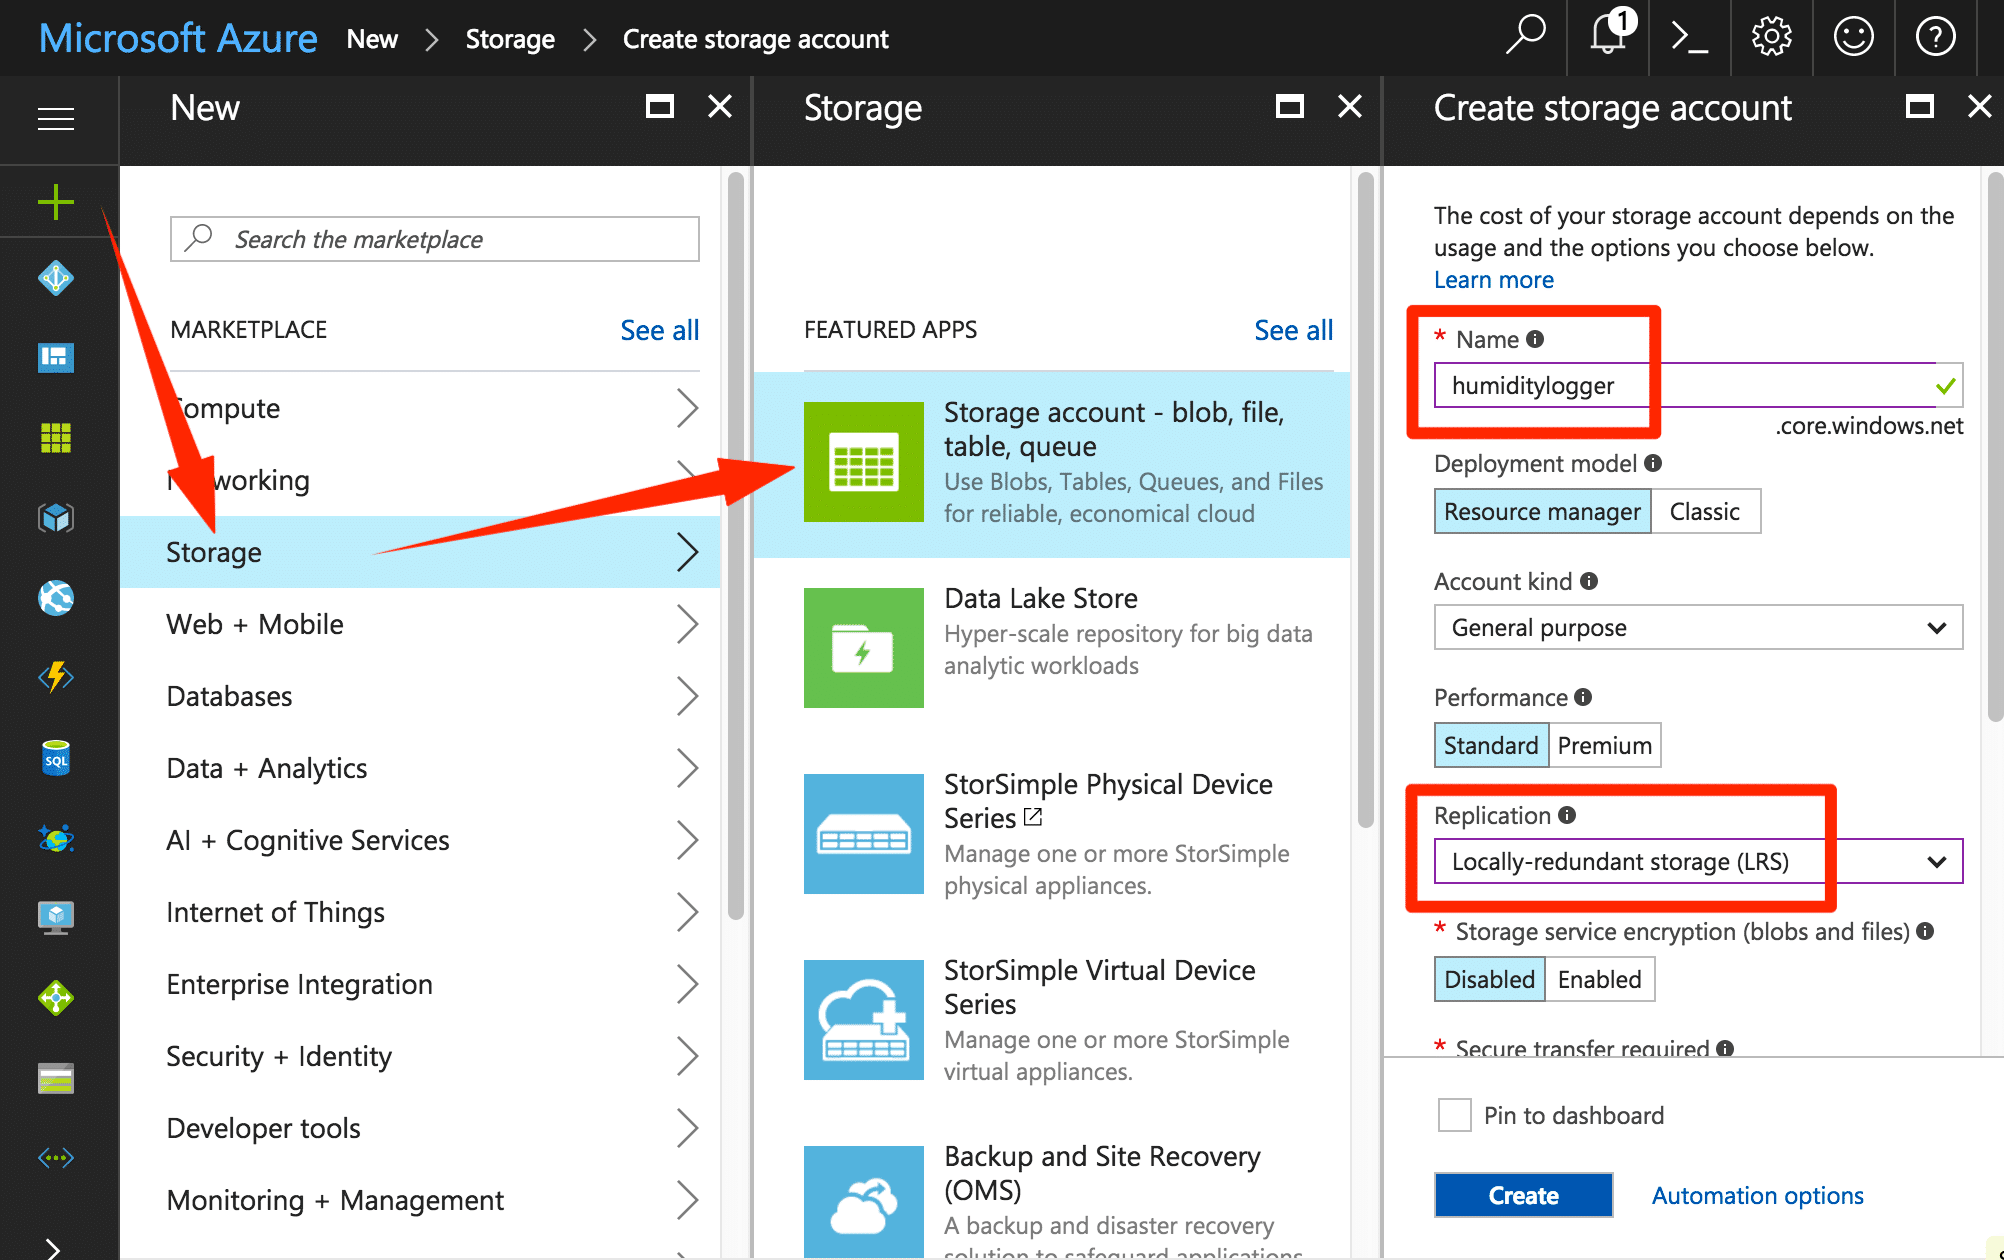 Microsoft Azure New Storage Create storage account
1
New
Search the marketplace
MARKETPLACE See all
Compute
Networking
Storage
Web + Mobile
Databases
Data + Analytics
AI + Cognitive Services
Internet of Things
Enterprise Integration
Security + Identity
Developer tools
Monitoring + Management
SQL
Storage
FEATURED APPS See all
Storage account - blob, file,
table, queue
Use Blobs, Tables, Queues, and Files
for reliable, economical cloud
Data Lake Store
Hyper-scale repository for big data
analytic workloads
StorSimple Physical Device
Series
Manage one or more StorSimple
physical appliances.
StorSimple Virtual Device
Series
Manage one or more StorSimple
virtual appliances.
Backup and Site Recovery
(OMS)
A backup and disaster recovery
solution to safeguard applications
Create storage account
The cost of your storage account depends on the
usage and the options you choose below.
Learn more
* Name
humiditylogger
.core.windows.net
Deployment model
Resource manager Classic
Account kind
General purpose
Performance
Standard Premium
Replication
Locally-redundant storage (LRS)
* Storage service encryption (blobs and files)
Disabled Enabled
* Secure transfer required
Pin to dashboard
Create Automation options